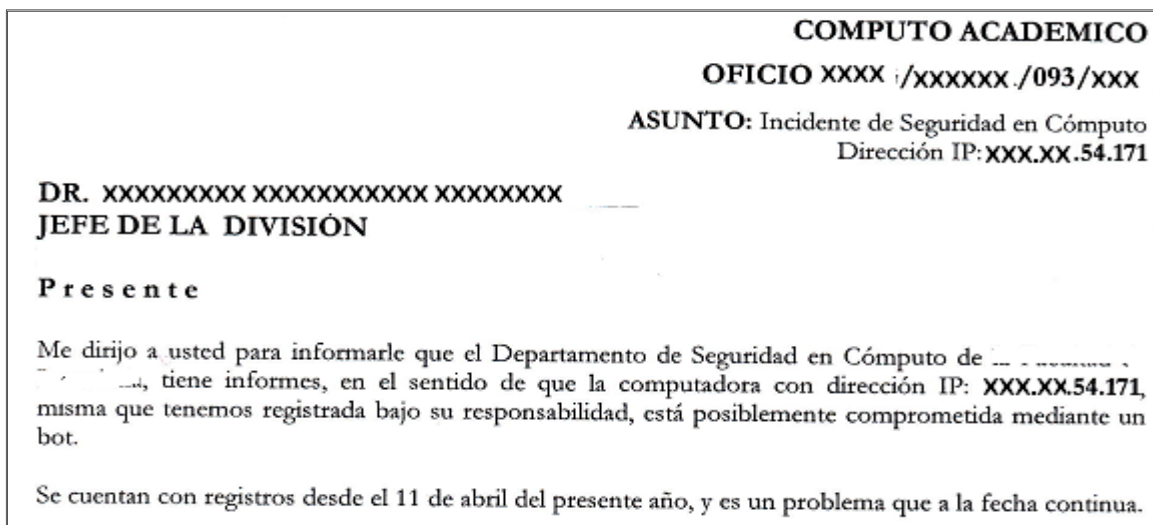 COMPUTO ACADEMICO
OFICIO XXXX /XXXXXX./093/XXX
ASUNTO: Incidente de Seguridad en Cómputo
Dirección IP: XXX.XX.54.171
DR. XXXXXXXXX XXXXXXXXXXX XXXXXXXX
JEFE DE LA DIVISIÓN
Presente
Me dirijo a usted para informarle que el Departamento de Seguridad en Cómputo de
, tiene informes, en el sentido de que la computadora con dirección IP: XXX.XX.54.171,
misma que tenemos registrada bajo su responsabilidad, está posiblemente comprometida mediante un
bot.
Se cuentan con registros desde el 11 de abril del presente año, y es un problema que a la fecha continua.